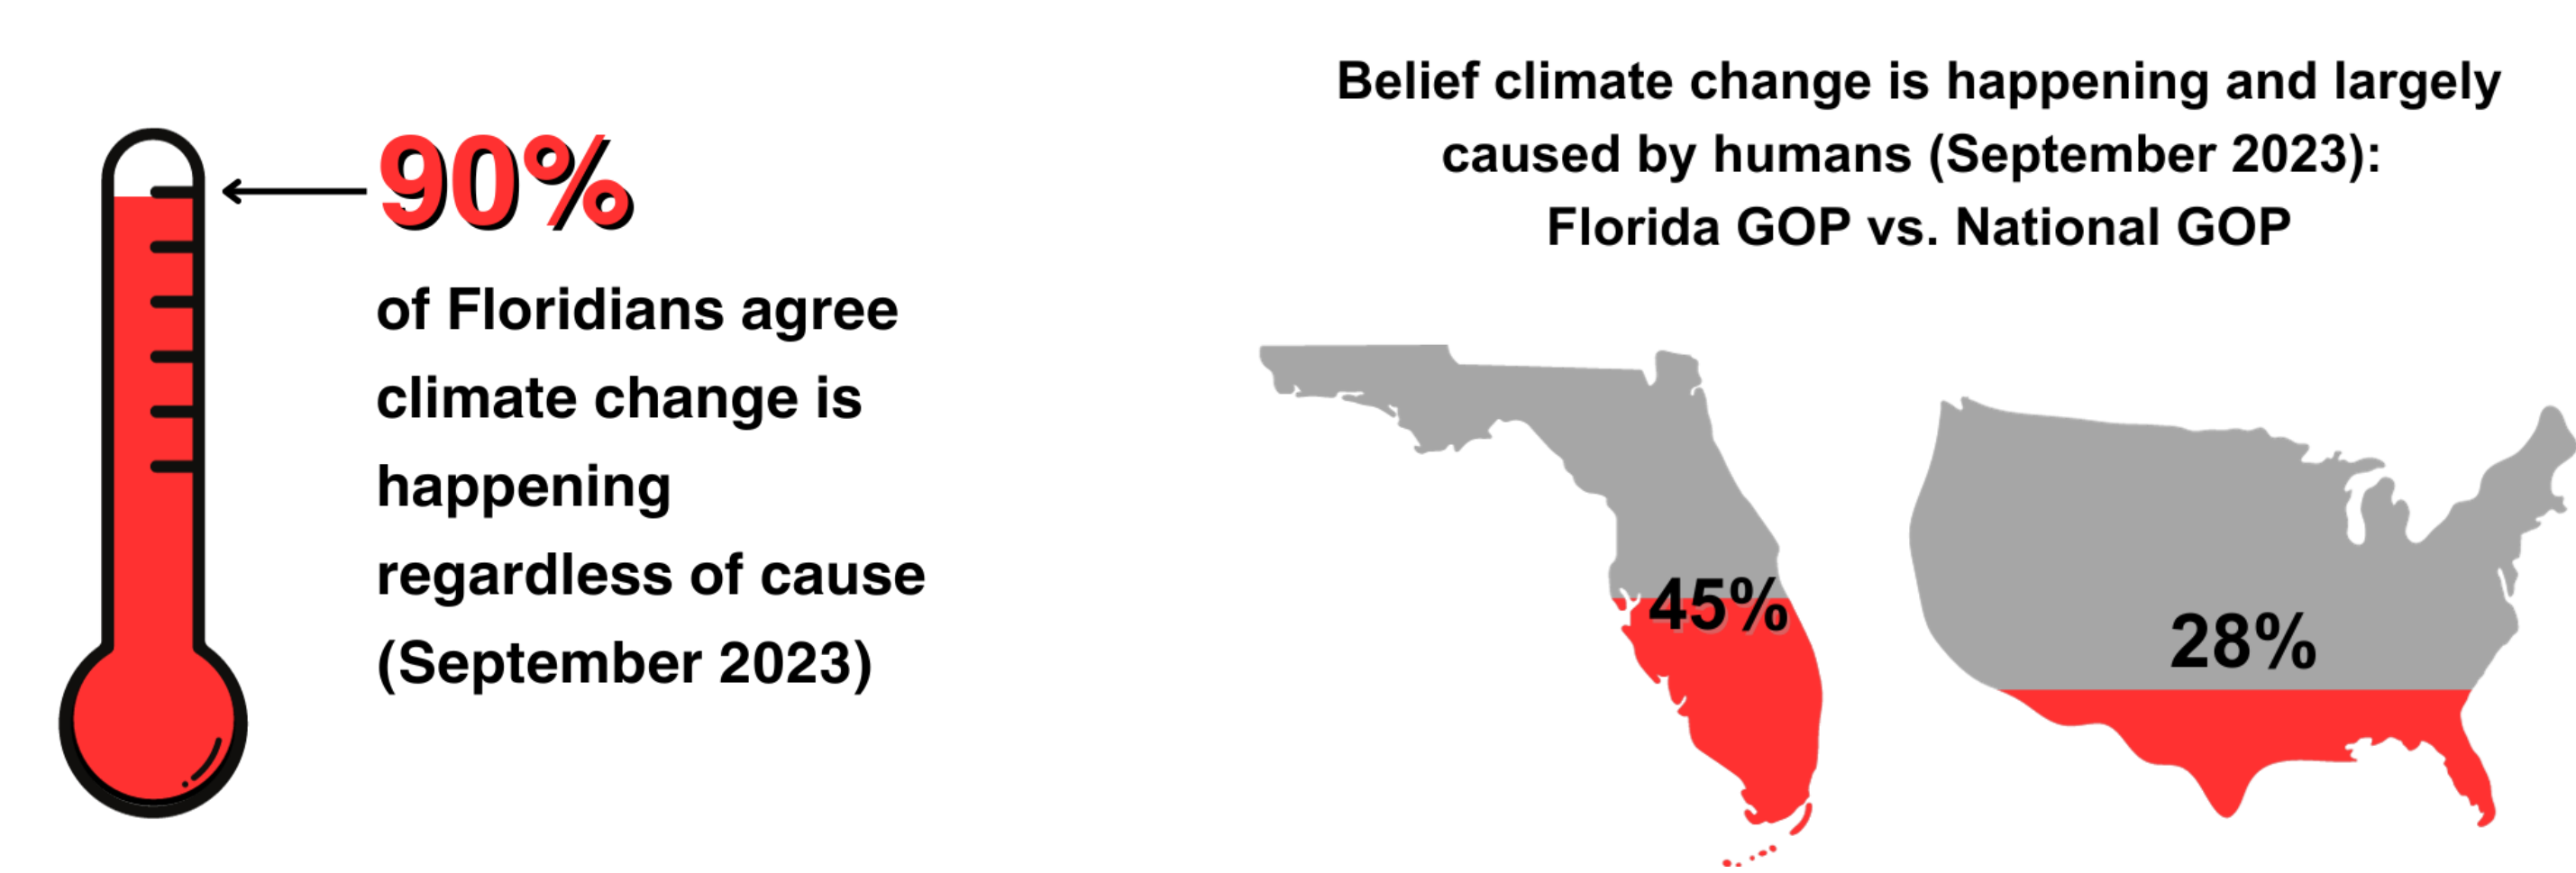 90%
of Floridians agree
climate change is
happening
regardless of cause
(September 2023)
Belief climate change is happening and largely
caused by humans (September 2023):
Florida GOP vs. National GOP
45%
28%